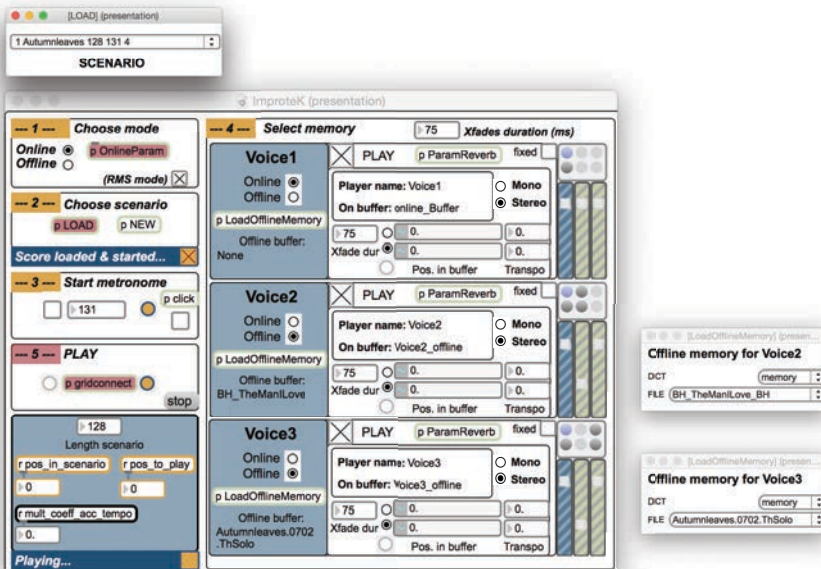 [LOAD] (presentation)
1 Autumnleaves 128 131 4
SCENARIO
ImproteK (presentation)
--- 1 --- Choose mode
Online
Offline
p OnlineParam
(RMS mode)
--- 2 --- Choose scenario
p LOAD p NEW
Score loaded & started...
--- 3 --- Start metronome
131
p click
--- 5 --- PLAY
p gridconnect
stop
128
Length scenario
r pos_in_scenario r pos_to_play
0 0
r mult_coeff_acc_tempo
0.
Playing...
--- 4 --- Select memory
75 Xfades duration (ms)
Voice1
Online
Offline
p LoadOfflineMemory
Offline buffer:
None
PLAY p ParamReverb fixed
Player name: Voice1
On buffer: online_Buffer
Mono
Stereo
75 0. 0.
Xfade dur 0. 0.
Pos. in buffer Transpo
Voice2
Online
Offline
p LoadOfflineMemory
Offline buffer:
BH_TheManILove
PLAY p ParamReverb fixed
Player name: Voice2
On buffer: Voice2_offline
Mono
Stereo
75 0. 0.
Xfade dur 0. 0.
Pos. in buffer Transpo
Voice3
Online
Offline
p LoadOfflineMemory
Offline buffer:
Autumnleaves.0702
.ThSolo
PLAY p ParamReverb fixed
Player name: Voice3
On buffer: Voice3_offline
Mono
Stereo
75 0. 0.
Xfade dur 0. 0.
Pos. in buffer Transpo
[LoadOfflineMemory] (presen...
Offline memory for Voice2
DCT memory
FILE BH_TheManILove_BH
[LoadOfflineMemory] (presen...
Offline memory for Voice3
DCT memory
FILE Autumnleaves.0702.ThSolo